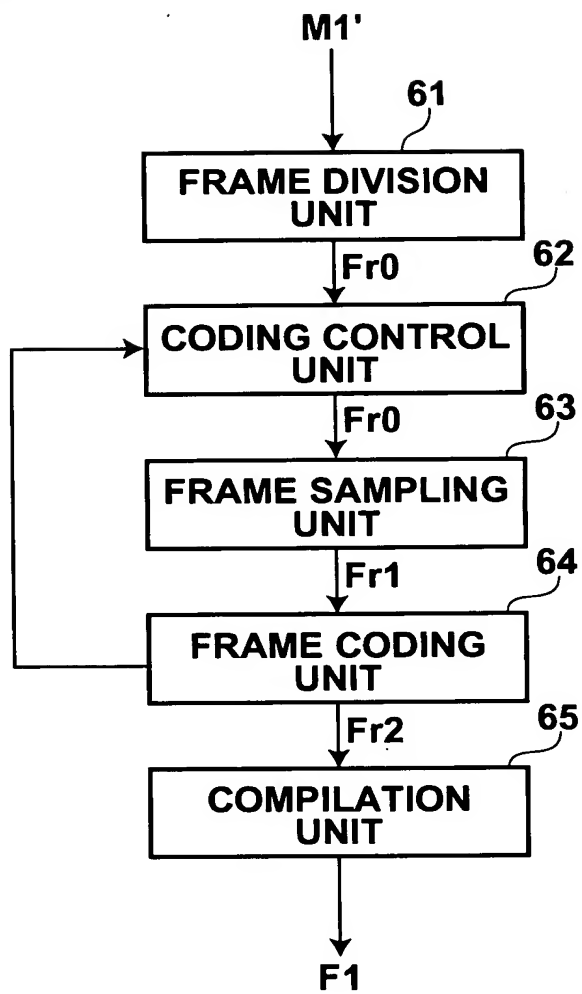 M1'
61
FRAME DIVISION
UNIT
Fr0
62
CODING CONTROL
UNIT
Fr0
63
FRAME SAMPLING
UNIT
Fr1
64
FRAME CODING
UNIT
Fr2
65
COMPILATION
UNIT
F1